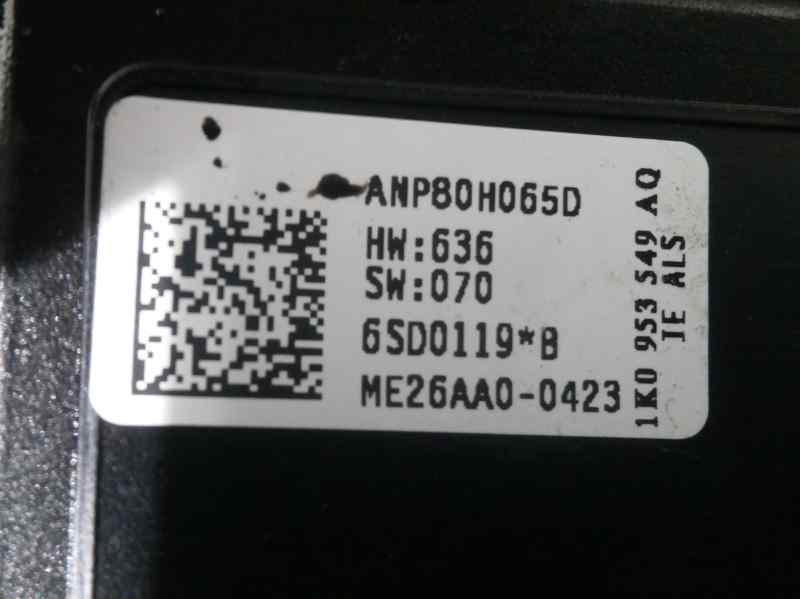 ANP80H065D
HW:636
SW:070
6SD0119*B
ME26AA0-0423
1K0 953 549 AQ
IE ALS